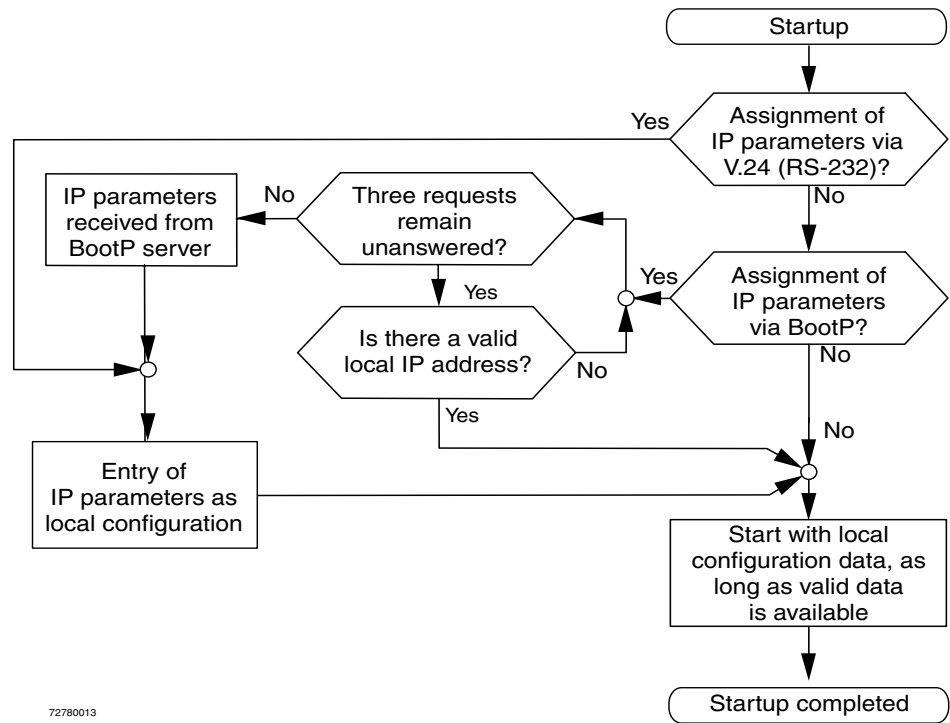 Startup
Assignment of
IP parameters via
V.24 (RS-232)?
Yes
No
IP parameters
received from
BootP server
No
Three requests
remain
unanswered?
Yes
Yes
Assignment of
IP parameters
via BootP?
No
Is there a valid
local IP address?
No
Yes
No
Entry of
IP parameters as
local configuration
Start with local
configuration data, as
long as valid data
is available
Startup completed
72780013